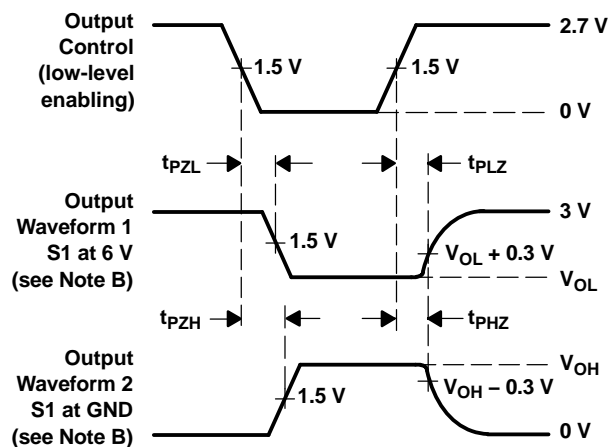 Output
Control
(low-level
enabling)
1.5 V
1.5 V
2.7 V
0 V
tPZL
tPLZ
Output
Waveform 1
S1 at 6 V
(see Note B)
1.5 V
3 V
VOL + 0.3 V
VOL
tPZH
tPHZ
Output
Waveform 2
S1 at GND
(see Note B)
1.5 V
VOH
VOH − 0.3 V
0 V